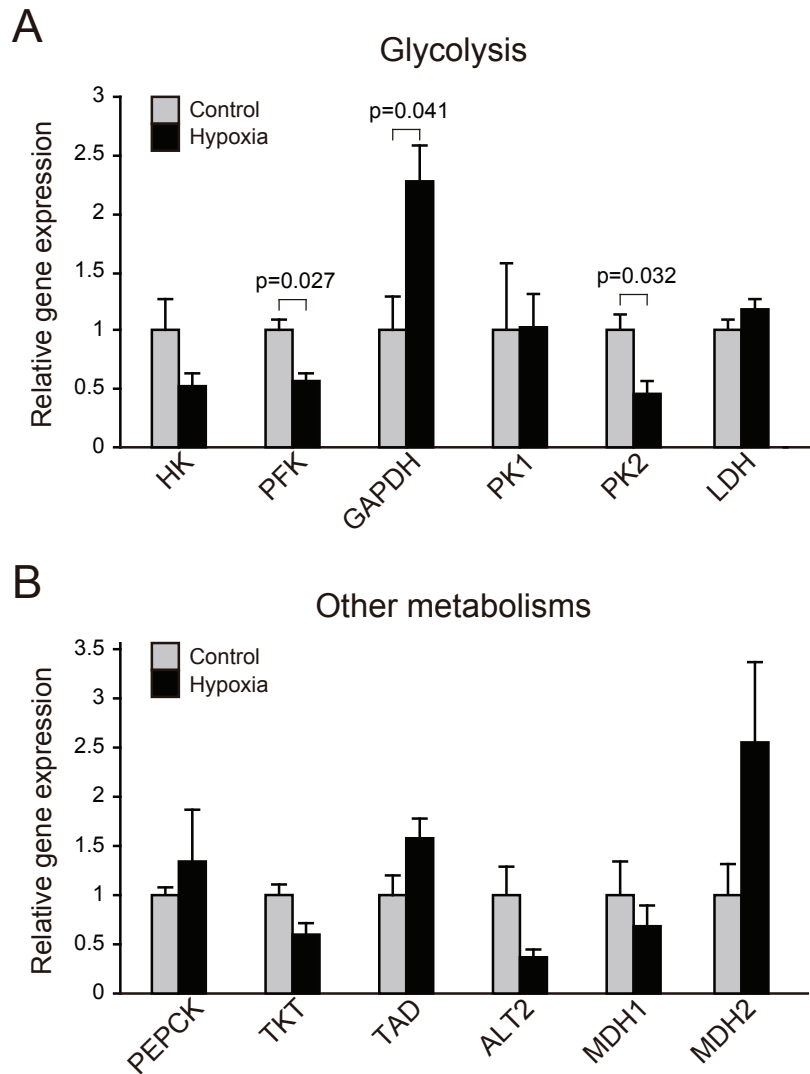 A
Glycolysis
Relative gene expression
3
2.5
2
1.5
1
0.5
0
Control
Hypoxia
p=0.027
p=0.041
p=0.032
HK
PFK
GAPDH
PK1
PK2
LDH
B
Other metabolisms
Relative gene expression
3.5
3
2.5
2
1.5
1
0.5
0
Control
Hypoxia
PEPCK
TKT
TAD
ALT2
MDH1
MDH2